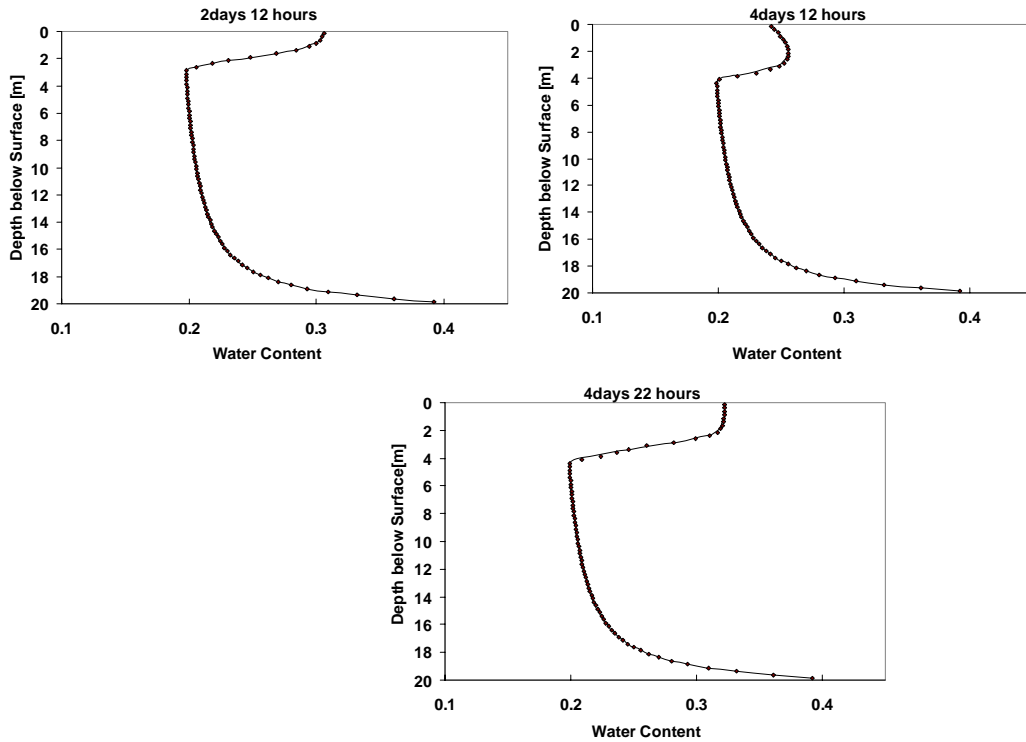 2days 12 hours
Depth below Surface [m]
0
2
4
6
8
10
12
14
16
18
20
0.1 0.2 0.3 0.4
Water Content
4days 12 hours
Depth below Surface [m]
0
2
4
6
8
10
12
14
16
18
20
0.1 0.2 0.3 0.4
Water Content
4days 22 hours
Depth below Surface[m]
0
2
4
6
8
10
12
14
16
18
20
0.1 0.2 0.3 0.4
Water Content